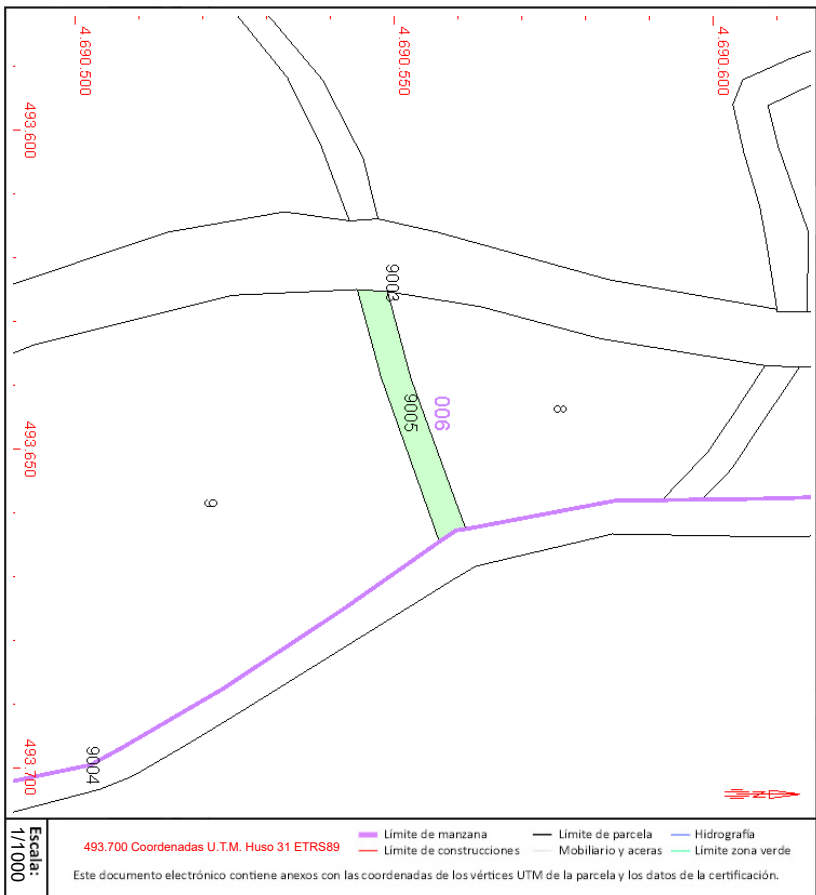 4.690.500
4.690.550
4.690.600
493.600
9003
006
8
9005
493.650
9
9004
493.700
N
Escala:
1/1000
493.700 Coordenadas U.T.M. Huso 31 ETRS89
Límite de manzana
Límite de parcela
Hidrografía
Límite de construcciones
Mobiliario y aceras
Límite zona verde
Este documento electrónico contiene anexos con las coordenadas de los vértices UTM de la parcela y los datos de la certificación.